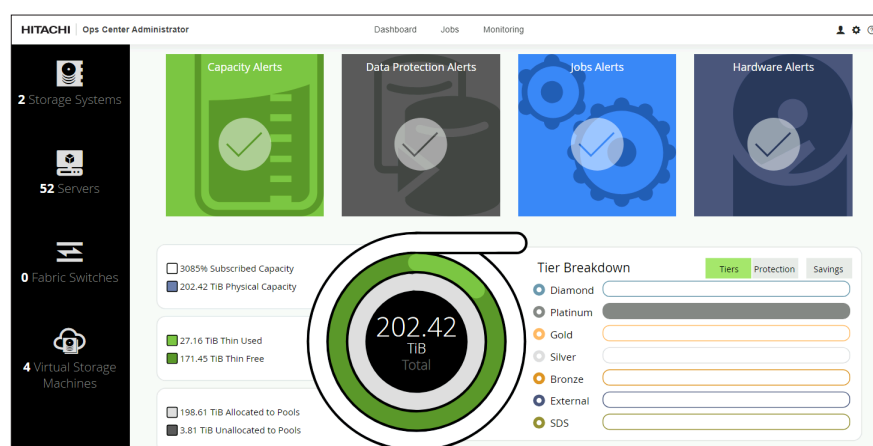 HITACHI Ops Center Administrator
Dashboard Jobs Monitoring
2 Storage Systems
52 Servers
0 Fabric Switches
4 Virtual Storage
Machines
Capacity Alerts
Data Protection Alerts
Jobs Alerts
Hardware Alerts
3085% Subscribed Capacity
202.42 TiB Physical Capacity
27.16 TiB Thin Used
171.45 TiB Thin Free
198.61 TiB Allocated to Pools
3.81 TiB Unallocated to Pools
202.42
TiB
Total
Tier Breakdown
Tiers Protection Savings
Diamond
Platinum
Gold
Silver
Bronze
External
SDS